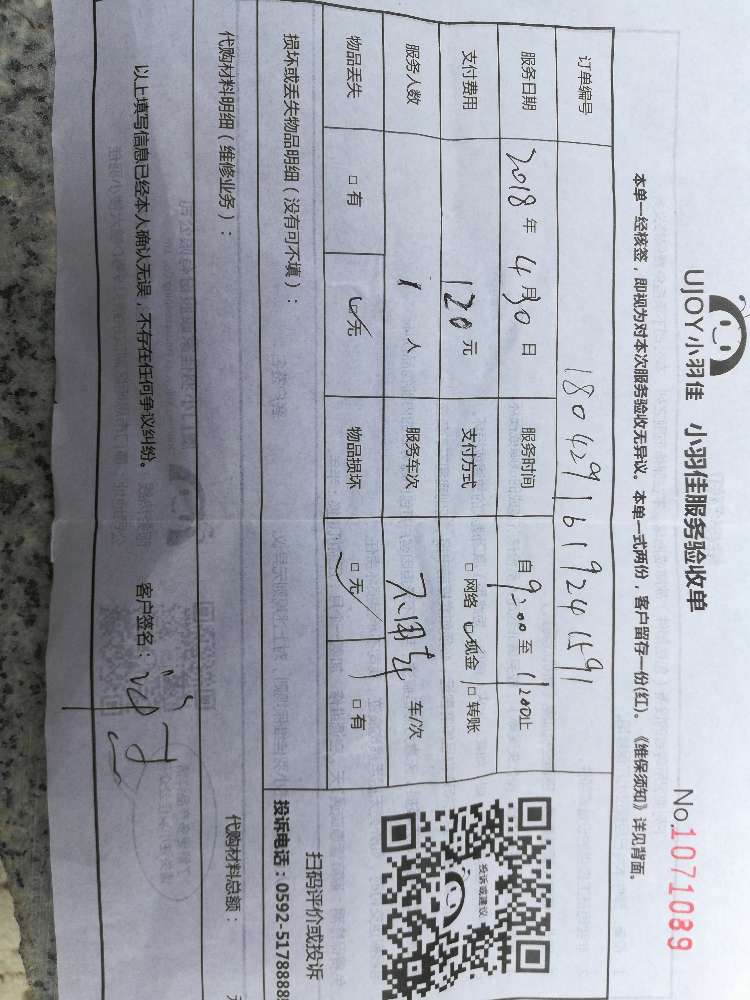 UJOY小羽佳 小羽佳服务验收单
No.1071089
本单一经核签，即视为对本次服务验收无异议。本单一式两份，客户留存一份(红)。《维保须知》详见背面。
订单编号 180429161924591
服务日期 2018年4月30日 服务时间 自9:00至11:00止
支付费用 120元 支付方式 □网络 □现金 □转账
服务人数 1人 服务车次 车/次
物品丢失 □有 □无 物品损坏 □无 □有
投诉或建议
损坏或丢失物品明细（没有可不填）：
扫码评价或投诉
投诉电话：0592-5178888
代购材料明细（维修业务）：
代购材料总额：
以上填写信息已经本人确认无误，不存在任何争议纠纷。
客户签名：